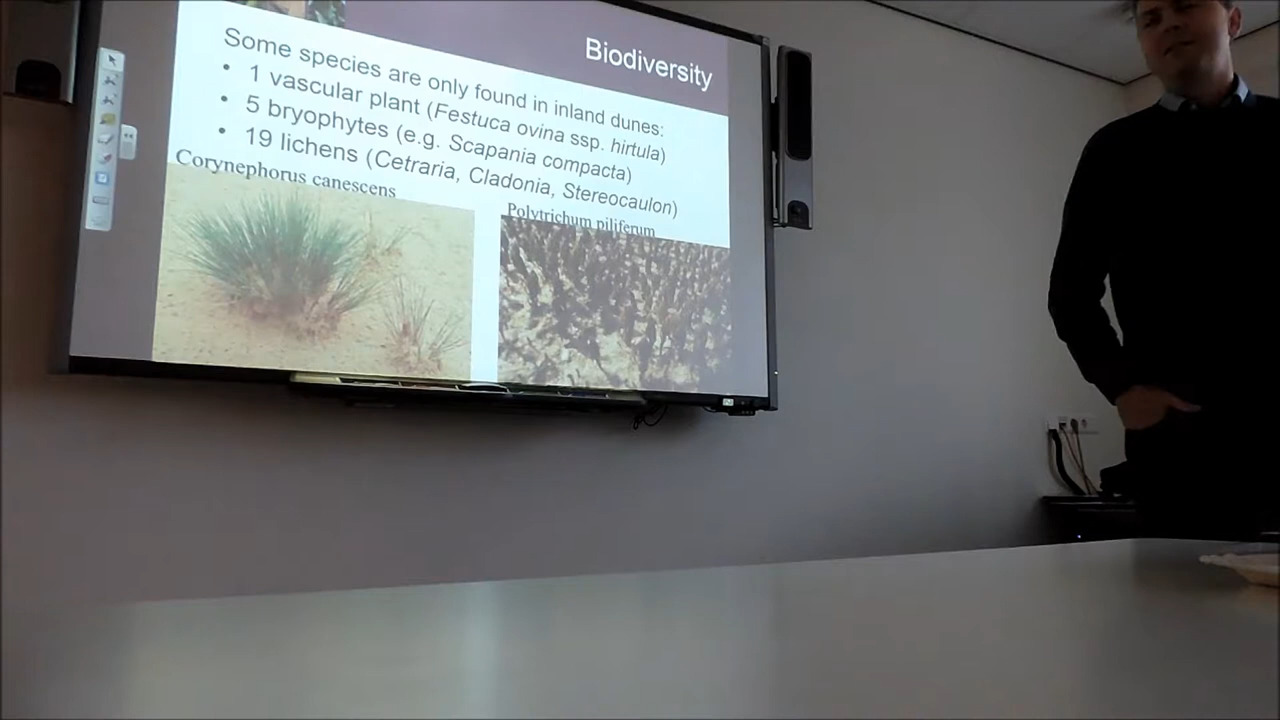 Biodiversity
Some species are only found in inland dunes:
• 1 vascular plant (Festuca ovina ssp. hirtula)
• 5 bryophytes (e.g. Scapania compacta)
• 19 lichens (Cetraria, Cladonia, Stereocaulon)
Corynephorus canescens
Polytrichum piliferum